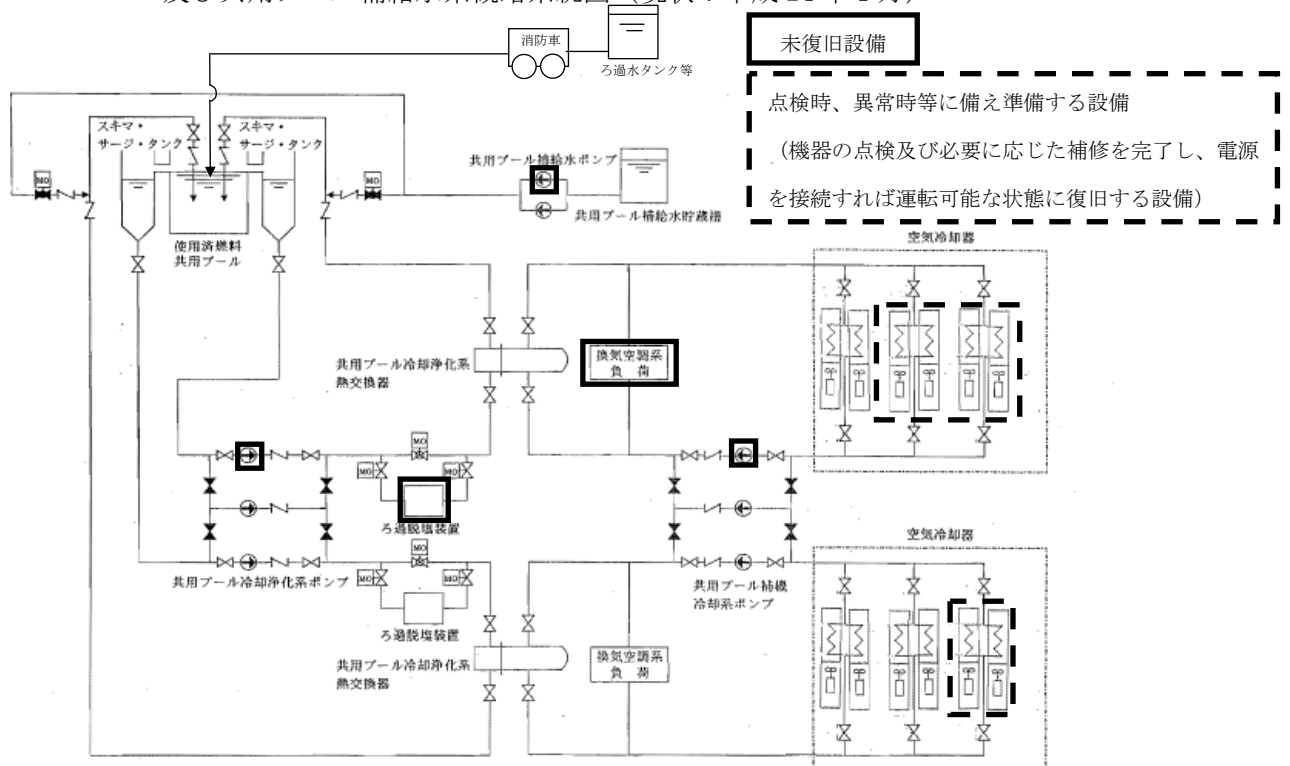 消防車
ろ過水タンク等
未復旧設備
点検時、異常時等に備え準備する設備
（機器の点検及び必要に応じた補修を完了し、電源
を接続すれば運転可能な状態に復旧する設備）
スキマ・
サージ・タンク
スキマ・
サージ・タンク
MO
MO
共用プール補給水ポンプ
共用プール補給水貯蔵槽
使用済燃料
共用プール
空気冷却器
共用プール冷却浄化系
熱交換器
換気空調系
負荷
MO
MO
MO
ろ過脱塩装置
空気冷却器
MO
共用プール冷却浄化系ポンプ
MO
MO
共用プール補機
冷却系ポンプ
ろ過脱塩装置
共用プール冷却浄化系
熱交換器
換気空調系
負荷